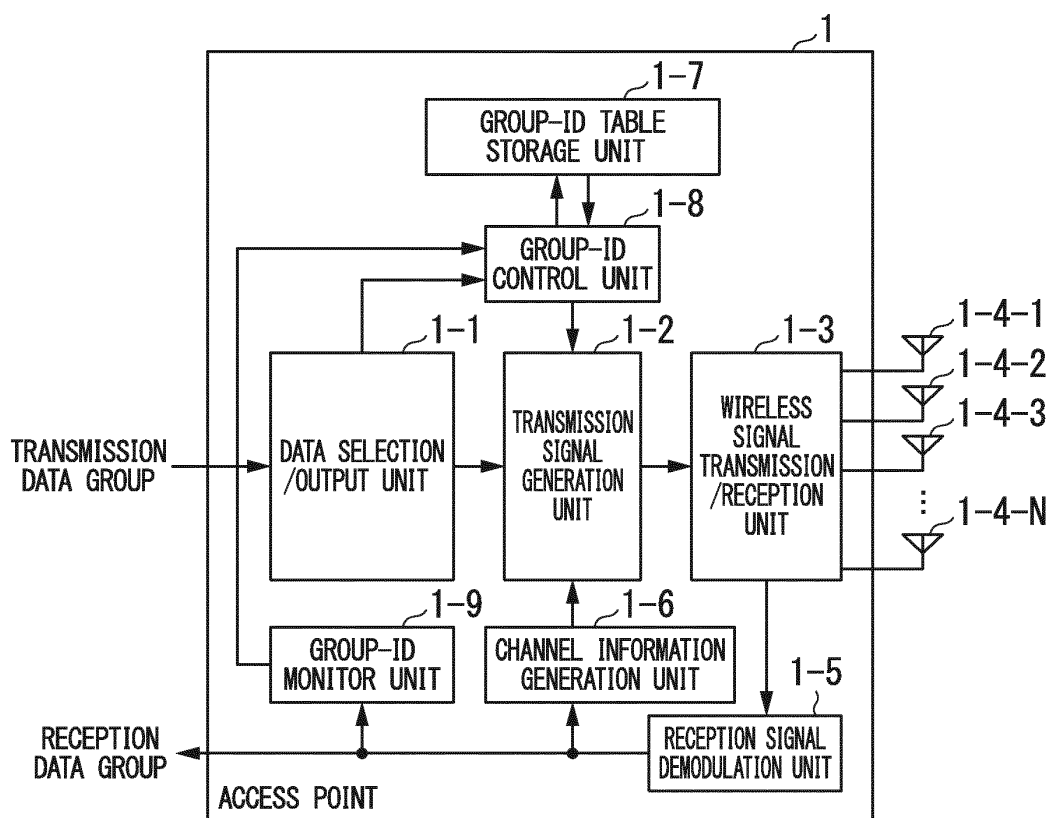 1
1-7
GROUP-ID TABLE
STORAGE UNIT
1-8
GROUP-ID
CONTROL UNIT
1-1
1-2
1-3
1-4-1
1-4-2
1-4-3
...
1-4-N
TRANSMISSION
DATA GROUP
DATA SELECTION
/OUTPUT UNIT
TRANSMISSION
SIGNAL
GENERATION
UNIT
WIRELESS
SIGNAL
TRANSMISSION
/RECEPTION
UNIT
1-9
GROUP-ID
MONITOR UNIT
1-6
CHANNEL INFORMATION
GENERATION UNIT
1-5
RECEPTION SIGNAL
DEMODULATION UNIT
RECEPTION
DATA GROUP
ACCESS POINT